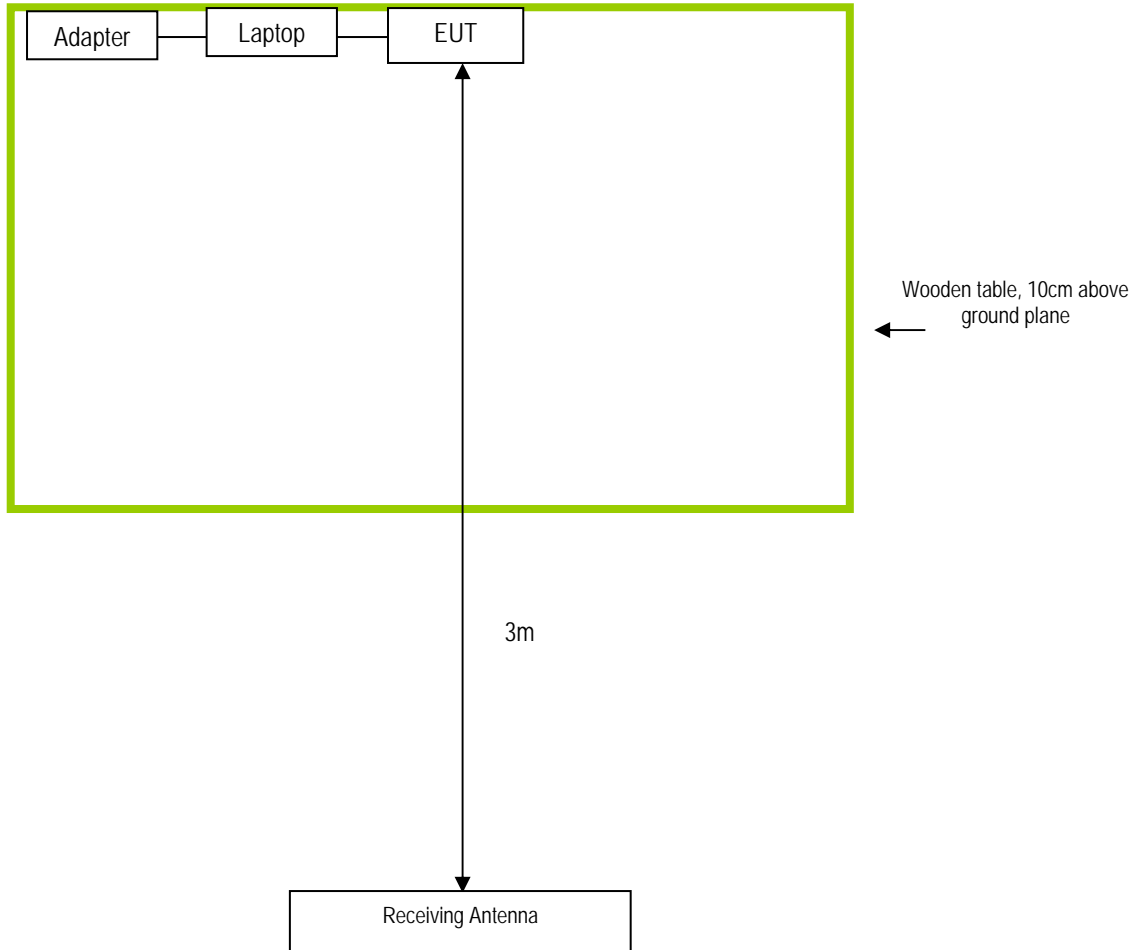 Adapter
Laptop
EUT
Wooden table, 10cm above
ground plane
3m
Receiving Antenna